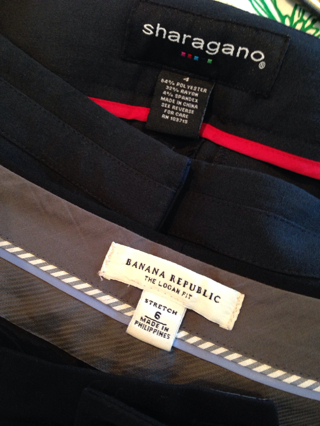 sharagano®
4
64% POLYESTER
32% RAYON
4% SPANDEX
MADE IN CHINA
SEE REVERSE
FOR CARE
BANANA REPUBLIC
THE LOGAN FIT
STRETCH
6
MADE IN
PHILIPPINES